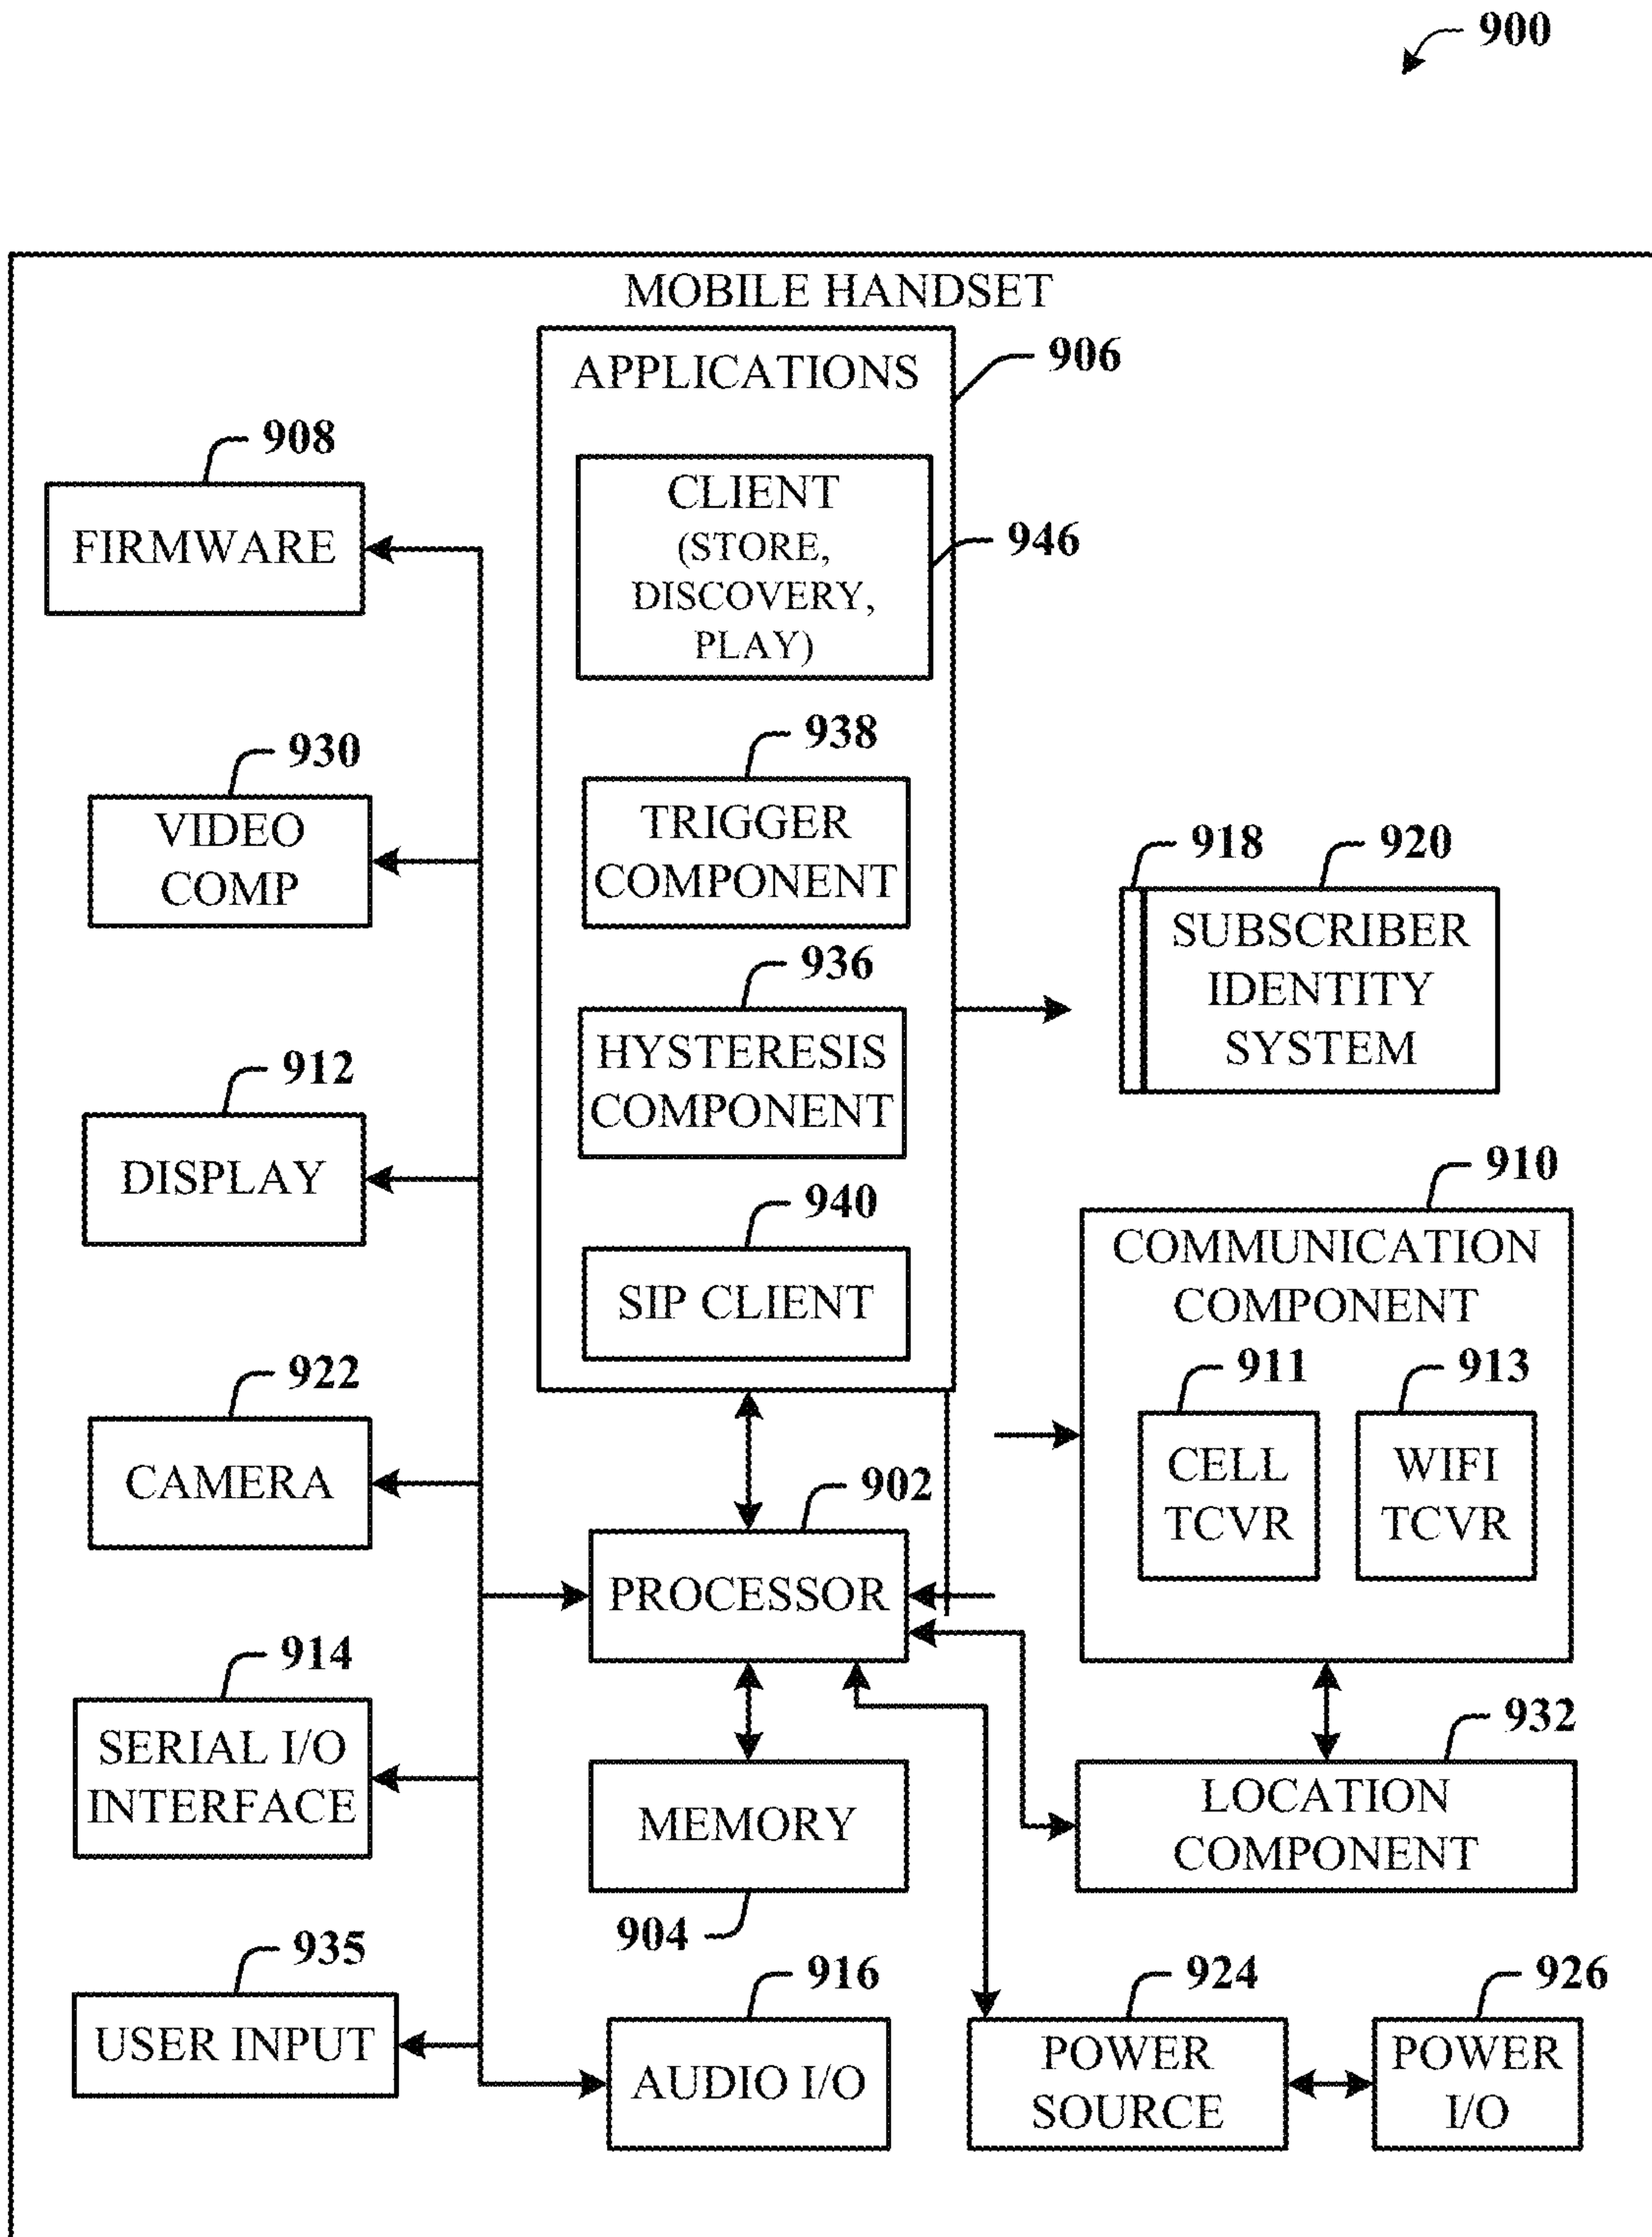 900
MOBILE HANDSET
APPLICATIONS
906
CLIENT
(STORE,
DISCOVERY,
PLAY)
946
908
FIRMWARE
930
VIDEO
COMP
938
TRIGGER
COMPONENT
918
920
SUBSCRIBER
IDENTITY
SYSTEM
936
HYSTERESIS
COMPONENT
912
DISPLAY
940
SIP CLIENT
910
COMMUNICATION
COMPONENT
911
CELL
TCVR
913
WIFI
TCVR
922
CAMERA
902
PROCESSOR
914
SERIAL I/O
INTERFACE
MEMORY
904
932
LOCATION
COMPONENT
935
USER INPUT
916
AUDIO I/O
924
POWER
SOURCE
926
POWER
I/O